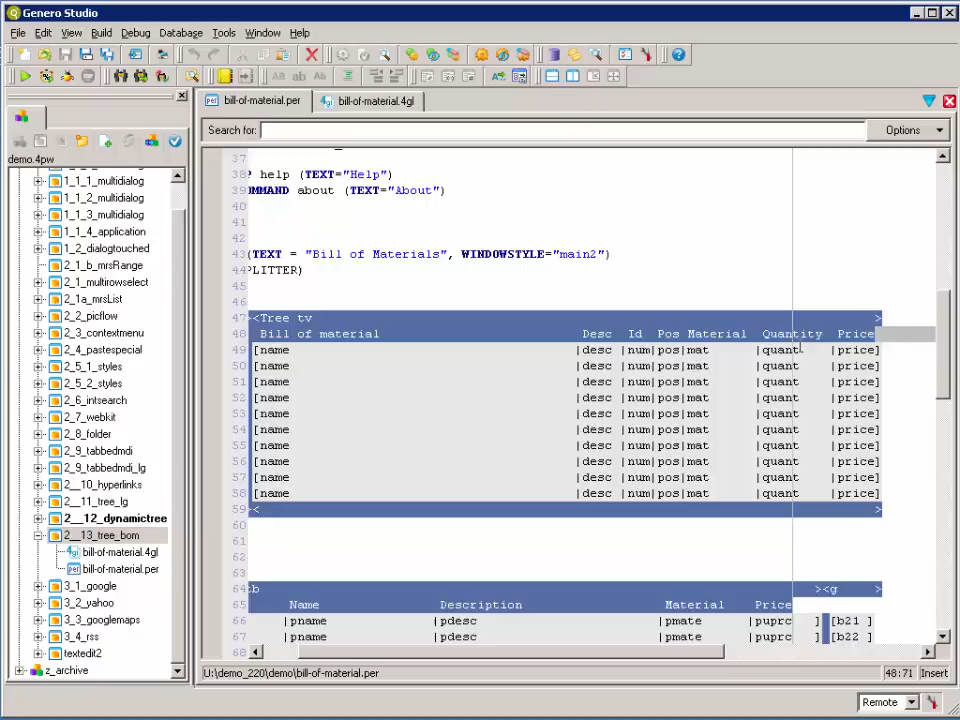 Genero Studio
File Edit View Build Debug Database Tools Window Help
demo.4pw
1_1_1_multidialog
1_1_2_multidialog
1_1_3_multidialog
1_1_4_application
1_2_dialogtouched
2_1_b_mrsRange
2_1_multirowselect
2_1a_mrsList
2_2_picflow
2_3_contextmenu
2_4_pastespecial
2_5_1_styles
2_5_2_styles
2_6_intsearch
2_7_webkit
2_8_folder
2_9_tabbedmdi
2_9_tabbedmdi_lg
2__10_hyperlinks
2__11_tree_lg
2__12_dynamictree
2__13_tree_bom
bill-of-material.4gl
bill-of-material.per
3_1_google
3_2_yahoo
3_3_googlemaps
3_4_rss
textedit2
z_archive
bill-of-material.per bill-of-material.4gl
Search for: Options
37
38 help (TEXT="Help")
39 MMAND about (TEXT="About")
40
41
42
43 (TEXT = "Bill of Materials", WINDOWSTYLE="main2")
44 PLITTER)
45
46
47 <Tree tv >
48 Bill of material Desc Id Pos Material Quantity Price
49 [name |desc |num|pos|mat |quant |price]
50 [name |desc |num|pos|mat |quant |price]
51 [name |desc |num|pos|mat |quant |price]
52 [name |desc |num|pos|mat |quant |price]
53 [name |desc |num|pos|mat |quant |price]
54 [name |desc |num|pos|mat |quant |price]
55 [name |desc |num|pos|mat |quant |price]
56 [name |desc |num|pos|mat |quant |price]
57 [name |desc |num|pos|mat |quant |price]
58 [name |desc |num|pos|mat |quant |price]
59 < >
60
61
62
63
64 b ><g >
65 Name Description Material Price
66 |pname |pdesc |pmate |puprc ] [b21 ]
67 |pname |pdesc |pmate |puprc ] [b22 ]
68
U:\demo_220\demo\bill-of-material.per 48:71 Insert
Remote